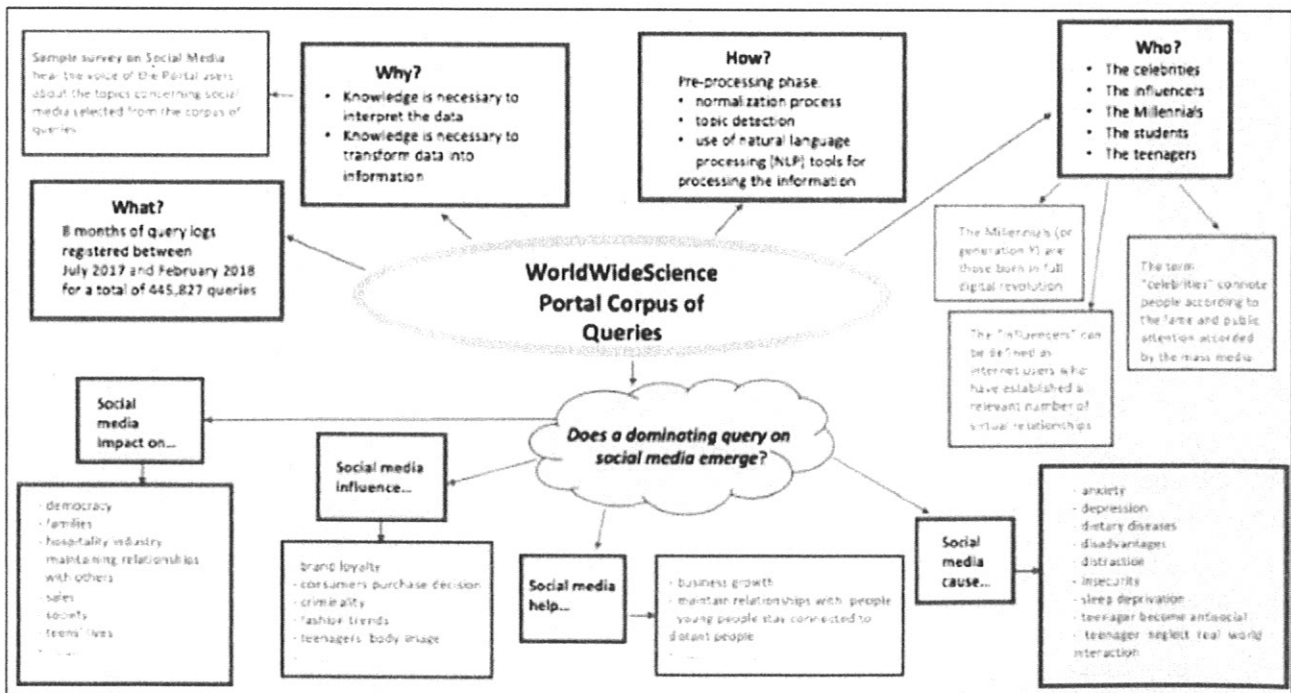 Sample survey on Social Media
hear the voice of the Portal users
about the topics concerning social
media selected from the corpus of
queries
Why?
• Knowledge is necessary to
interpret the data
• Knowledge is necessary to
transform data into
information
How?
Pre-processing phase
• normalization process
• topic detection
• use of natural language
processing (NLP) tools for
processing the information
Who?
• The celebrities
• The influencers
• The Millennials
• The students
• The teenagers
What?
8 months of query logs
registered between
July 2017 and February 2018
for a total of 445,827 queries
WorldWideScience
Portal Corpus of
Queries
The Millennials (or
generation Y) are
those born in full
digital revolution
The term
"celebrities" connote
people according to
the fame and public
attention accorded
by the mass media
The "influencers" can
be defined as
internet users who
have established a
relevant number of
virtual relationships
Does a dominating query on
social media emerge?
Social
media
impact on...
- democracy
- families
- hospitality industry
maintaining relationships
with others
- sales
- society
- teens' lives
- ......
Social media
influence...
brand loyalty
- consumers purchase decision
- criminality
- fashion trends
- teenagers body image
Social media
help...
- business growth
- maintain relationships with people
- young people stay connected to
distant people
Social
media
cause...
- anxiety
- depression
- dietary diseases
- disadvantages
- distraction
- insecurity
- sleep deprivation
- teenager become antisocial
- teenager neglect real world
interaction